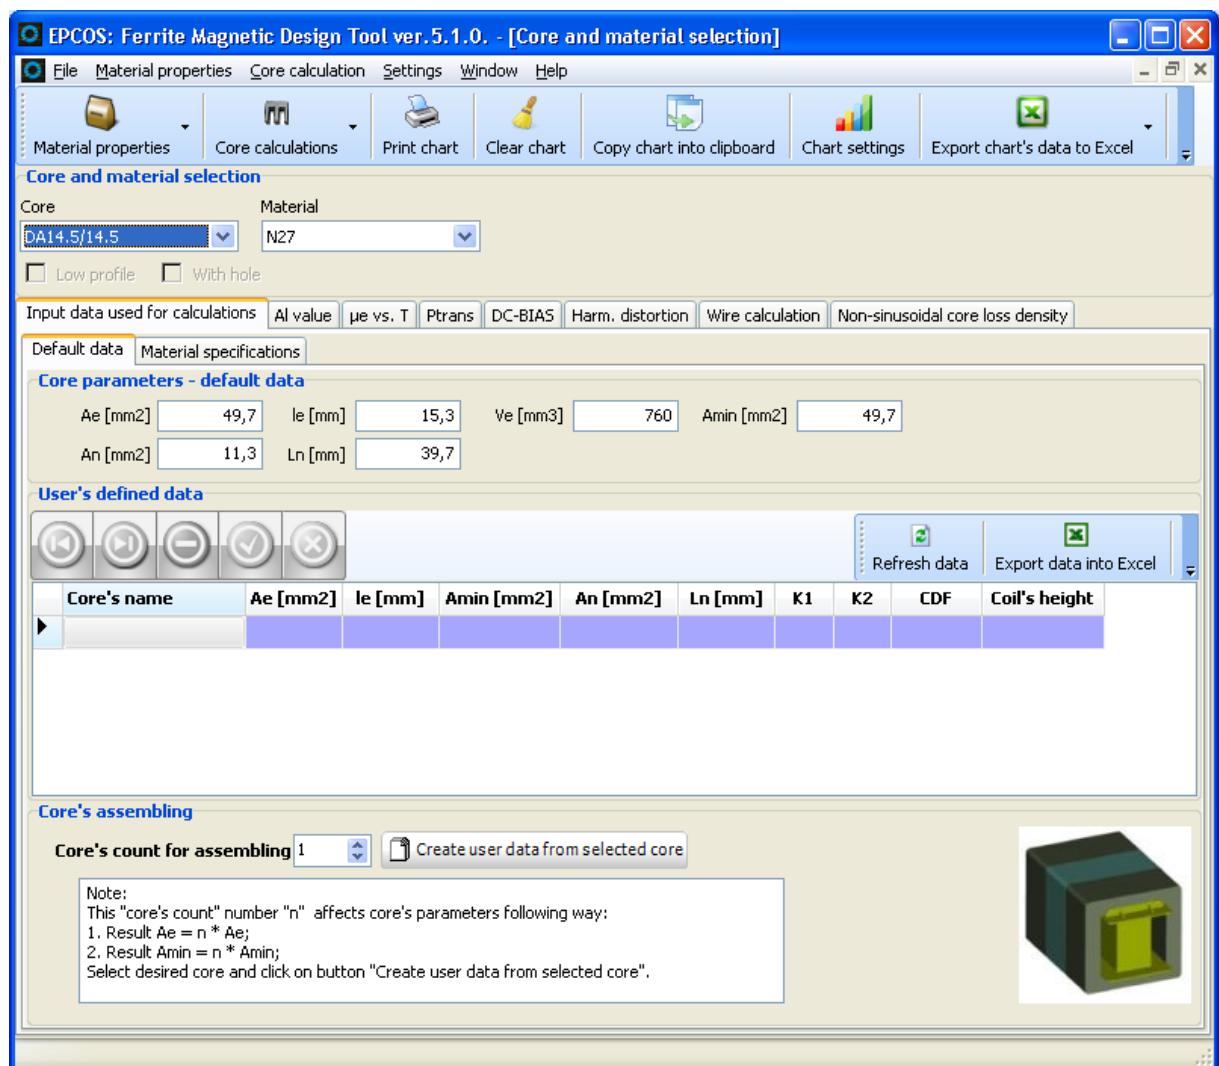 EPCOS: Ferrite Magnetic Design Tool ver.5.1.0. - [Core and material selection]
File Material properties Core calculation Settings Window Help
Material properties Core calculations Print chart Clear chart Copy chart into clipboard Chart settings Export chart's data to Excel
Core and material selection
Core Material
DA14.5/14.5 N27
Low profile With hole
Input data used for calculations Al value µe vs. T Ptrans DC-BIAS Harm. distortion Wire calculation Non-sinusoidal core loss density
Default data Material specifications
Core parameters - default data
Ae [mm2] 49,7 le [mm] 15,3 Ve [mm3] 760 Amin [mm2] 49,7
An [mm2] 11,3 Ln [mm] 39,7
User's defined data
Refresh data Export data into Excel
Core's name Ae [mm2] le [mm] Amin [mm2] An [mm2] Ln [mm] K1 K2 CDF Coil's height
Core's assembling
Core's count for assembling 1 Create user data from selected core
Note:
This "core's count" number "n" affects core's parameters following way:
1. Result Ae = n * Ae;
2. Result Amin = n * Amin;
Select desired core and click on button "Create user data from selected core".